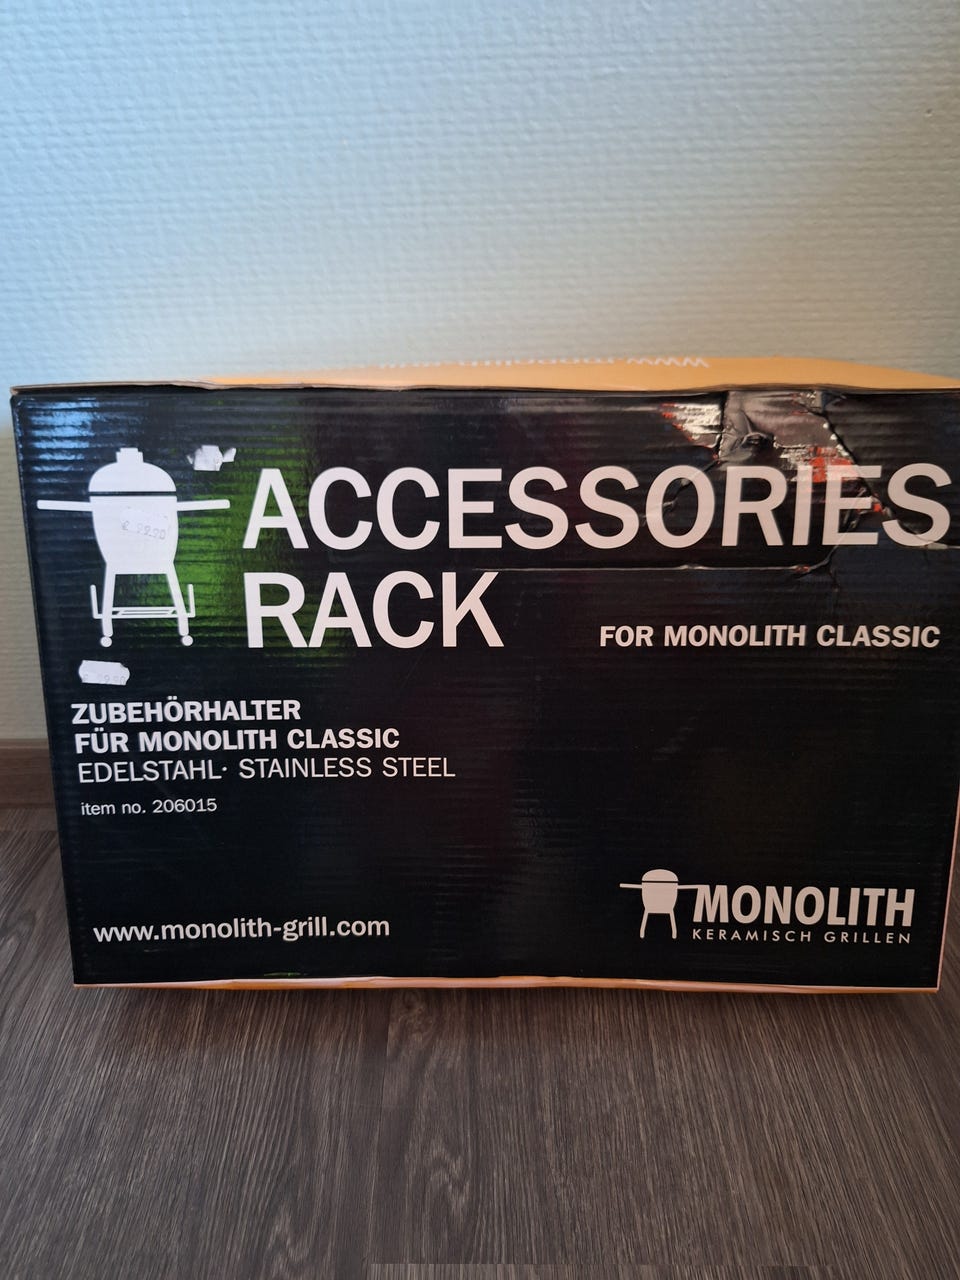 ACCESSORIES
RACK
FOR MONOLITH CLASSIC
ZUBEHÖRHALTER
FÜR MONOLITH CLASSIC
EDELSTAHL· STAINLESS STEEL
item no. 206015
www.monolith-grill.com
MONOLITH
KERAMISCH GRILLEN